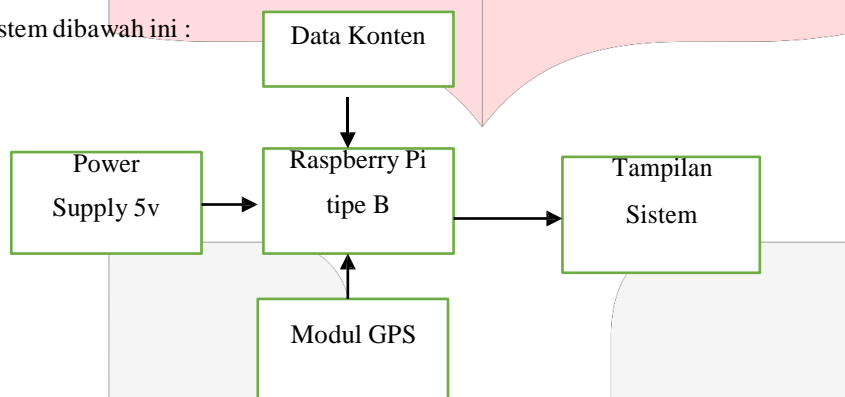 stem dibawah ini :
Data Konten
Power
Supply 5v
Raspberry Pi
tipe B
Tampilan
Sistem
Modul GPS